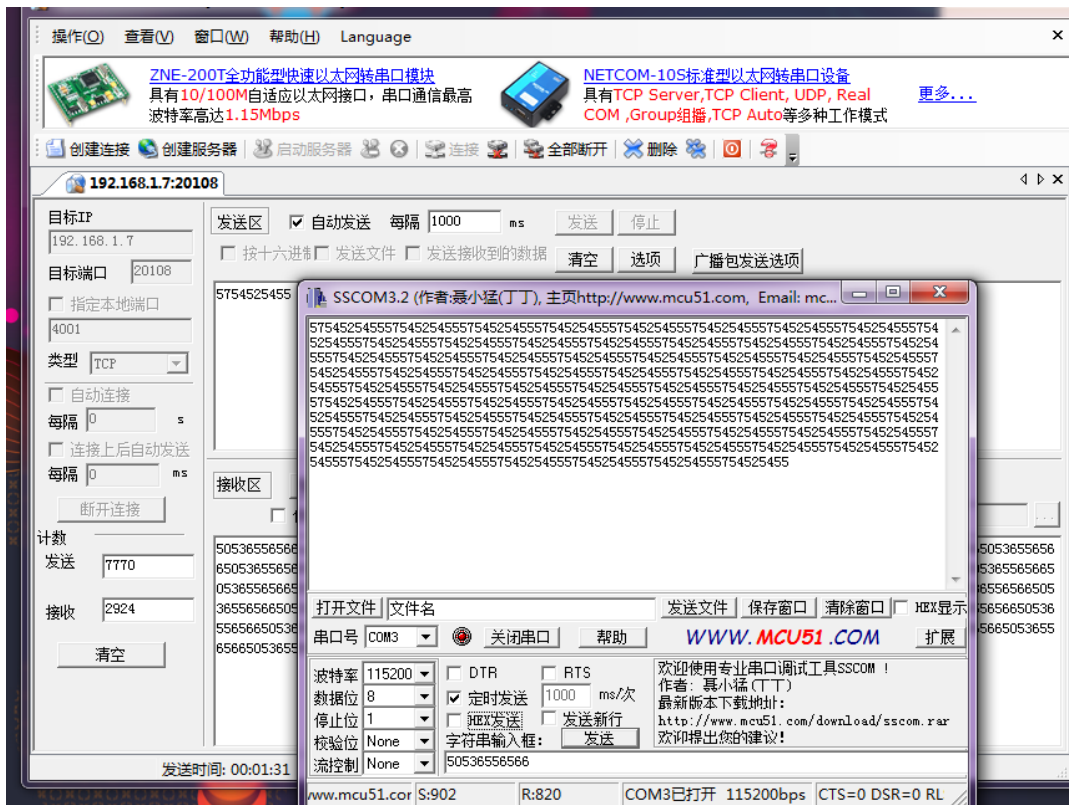 操作(O) 查看(V) 窗口(W) 帮助(H) Language
ZNE-200T全功能型快速以太网转串口模块
具有10/100M自适应以太网接口，串口通信最高
波特率高达1.15Mbps
NETCOM-10S标准型以太网转串口设备
具有TCP Server,TCP Client, UDP, Real
COM ,Group组播,TCP Auto等多种工作模式
更多...
创建连接 创建服务器 启动服务器 连接 全部断开 删除
192.168.1.7:20108
目标IP
192.168.1.7
目标端口 20108
指定本地端口
4001
类型 TCP
自动连接
每隔 0 s
连接上后自动发送
每隔 0 ms
断开连接
计数
发送 7770
接收 2924
清空
发送区 自动发送 每隔 1000 ms 发送 停止
按十六进制 发送文件 发送接收到的数据 清空 选项 广播包发送选项
5754525455
接收区
发送时间: 00:01:31
SSCOM3.2 (作者:聂小猛(丁丁), 主页http://www.mcu51.com, Email: mc...
打开文件 文件名 发送文件 保存窗口 清除窗口 HEX显示
串口号 COM3 关闭串口 帮助 WWW.MCU51.COM 扩展
波特率 115200 DTR RTS
数据位 8 定时发送 1000 ms/次
停止位 1 HEX发送 发送新行
校验位 None 字符串输入框: 发送
流控制 None 50536556566
欢迎使用专业串口调试工具SSCOM !
作者: 聂小猛(丁丁)
最新版本下载地址:
http://www.mcu51.com/download/sscom.rar
欢迎提出您的建议!
ww.mcu51.cor S:902 R:820 COM3已打开 115200bps CTS=0 DSR=0 RL